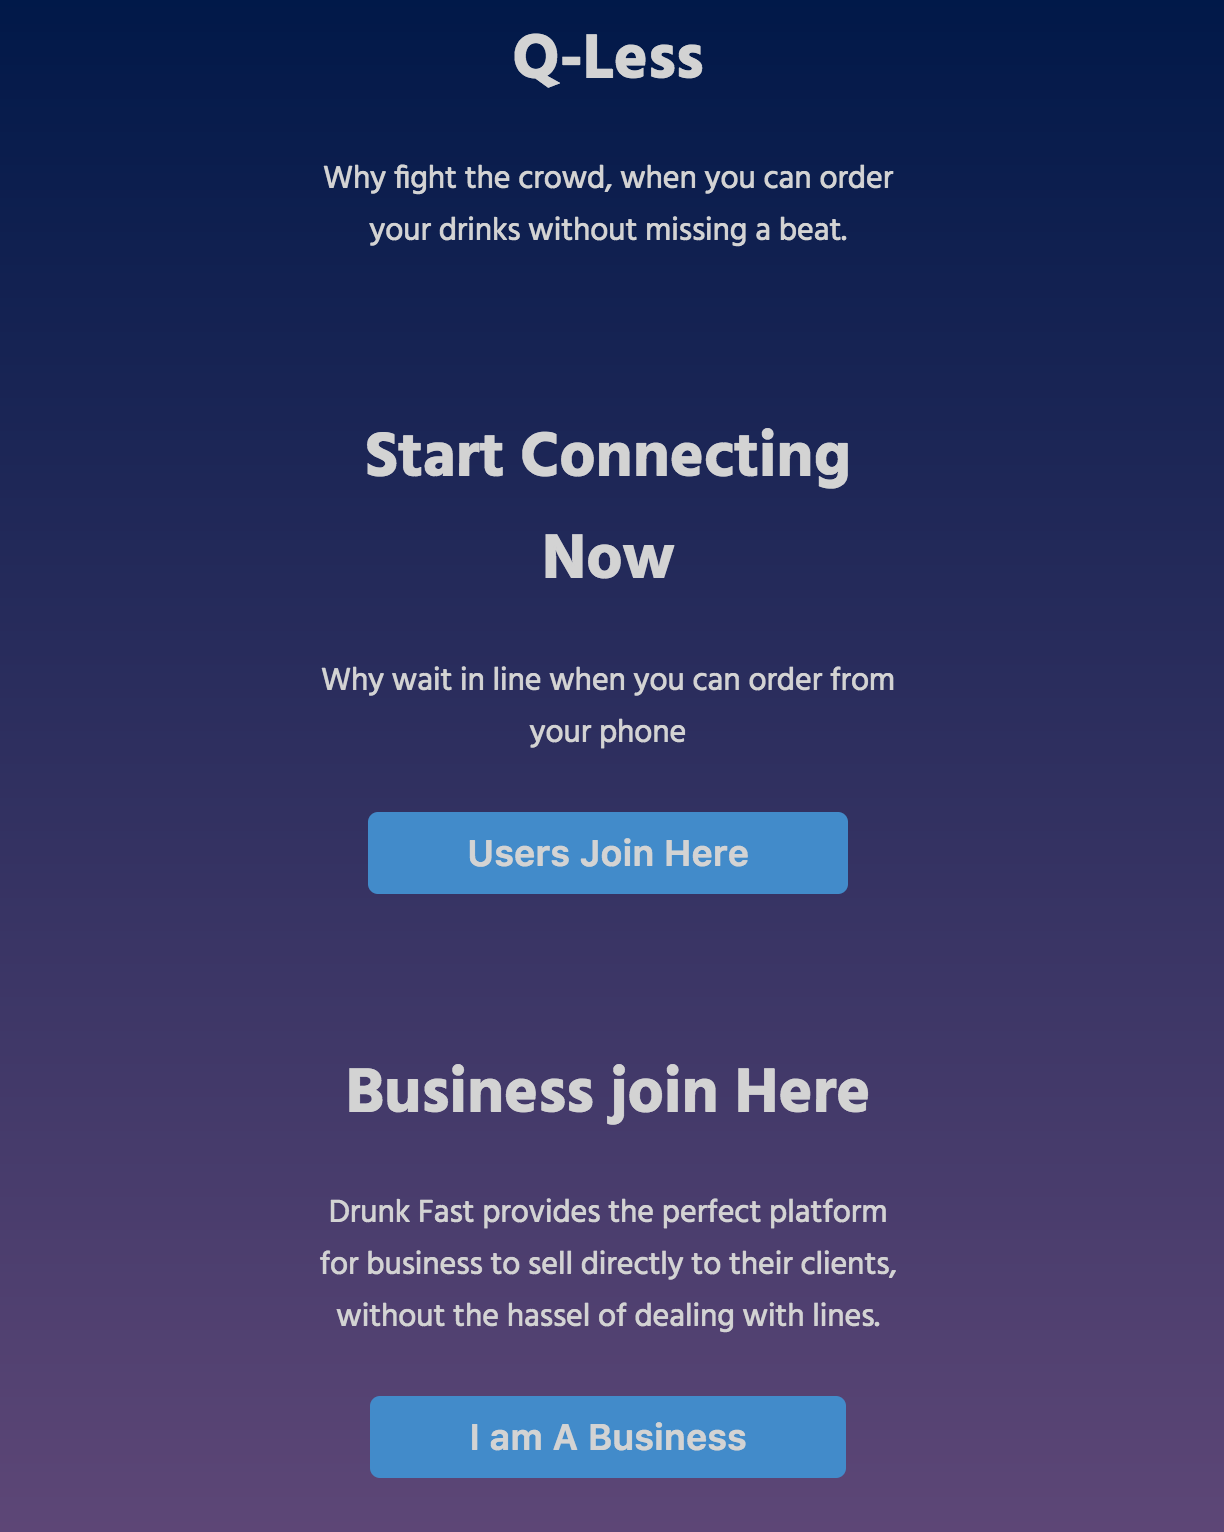 Q-Less
Why fight the crowd, when you can order
your drinks without missing a beat.
Start Connecting
Now
Why wait in line when you can order from
your phone
Users Join Here
Business join Here
Drunk Fast provides the perfect platform
for business to sell directly to their clients,
without the hassel of dealing with lines.
I am A Business